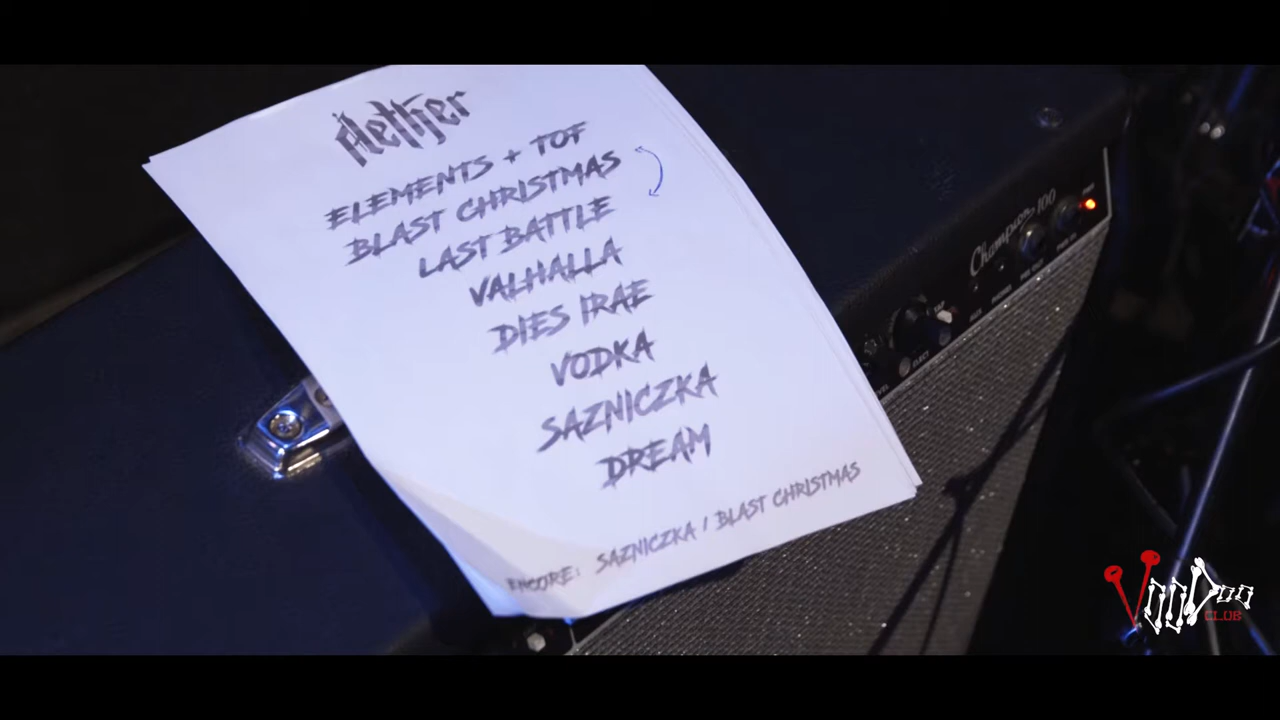 Aether
ELEMENTS + TOF
BLAST CHRISTMAS
LAST BATTLE
VALHALLA
DIES IRAE
VODKA
SAZNICZKA
DREAM
ENCORE: SAZNICZKA / BLAST CHRISTMAS
Champion 100
VOODOO
CLUB